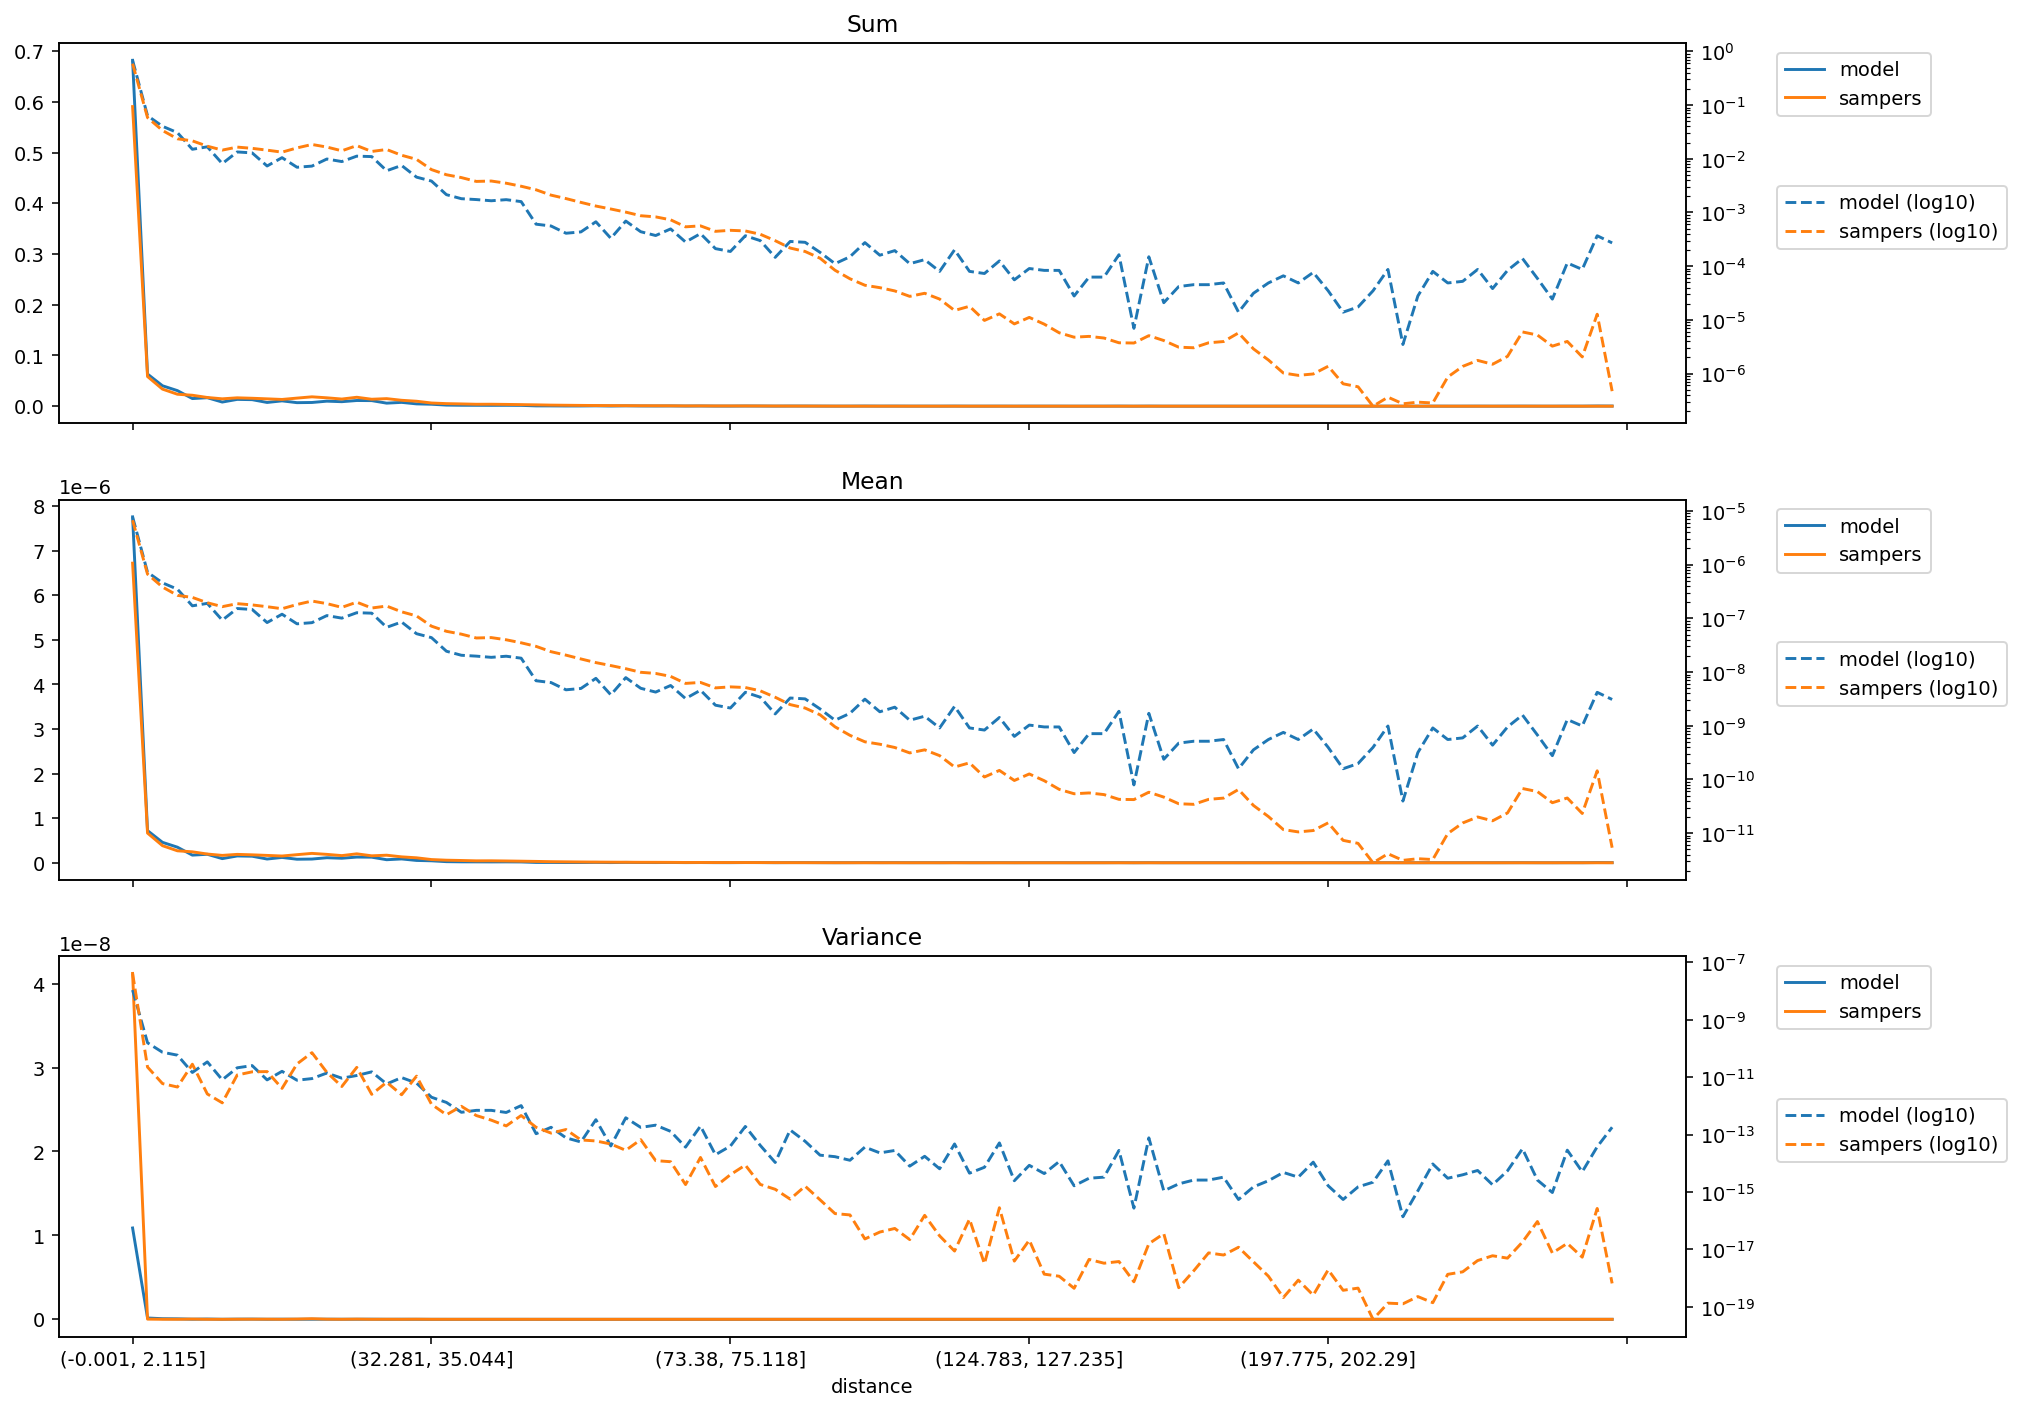 Sum
0.7
0.6
0.5
0.4
0.3
0.2
0.1
0.0
10⁰
10⁻¹
10⁻²
10⁻³
10⁻⁴
10⁻⁵
10⁻⁶
model
sampers
model (log10)
sampers (log10)
Mean
1e−6
8
7
6
5
4
3
2
1
0
10⁻⁵
10⁻⁶
10⁻⁷
10⁻⁸
10⁻⁹
10⁻¹⁰
10⁻¹¹
model
sampers
model (log10)
sampers (log10)
Variance
1e−8
4
3
2
1
0
10⁻⁷
10⁻⁹
10⁻¹¹
10⁻¹³
10⁻¹⁵
10⁻¹⁷
10⁻¹⁹
model
sampers
model (log10)
sampers (log10)
(-0.001, 2.115]
(32.281, 35.044]
(73.38, 75.118]
(124.783, 127.235]
(197.775, 202.29]
distance